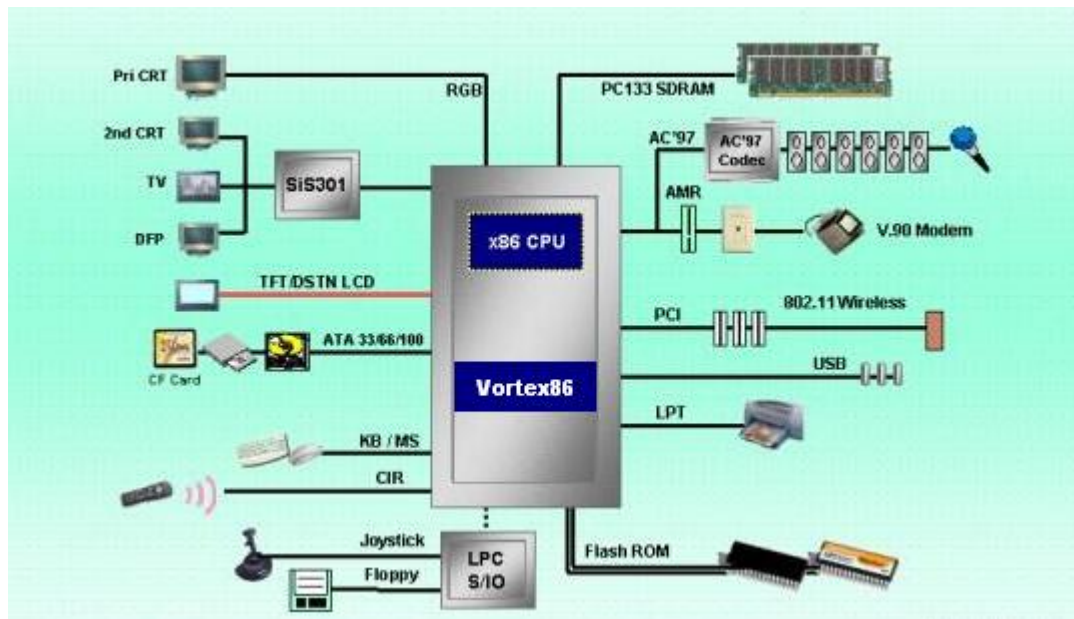 Pri CRT
RGB
PC133 SDRAM
2nd CRT
AC'97
AC'97
Codec
TV
SiS301
AMR
DFP
x86 CPU
V.90 Modem
TFT/DSTN LCD
PCI
802.11 Wireless
ATA 33/66/100
CF Card
USB
Vortex86
LPT
KB / MS
CIR
Joystick
LPC
S/IO
Flash ROM
Floppy